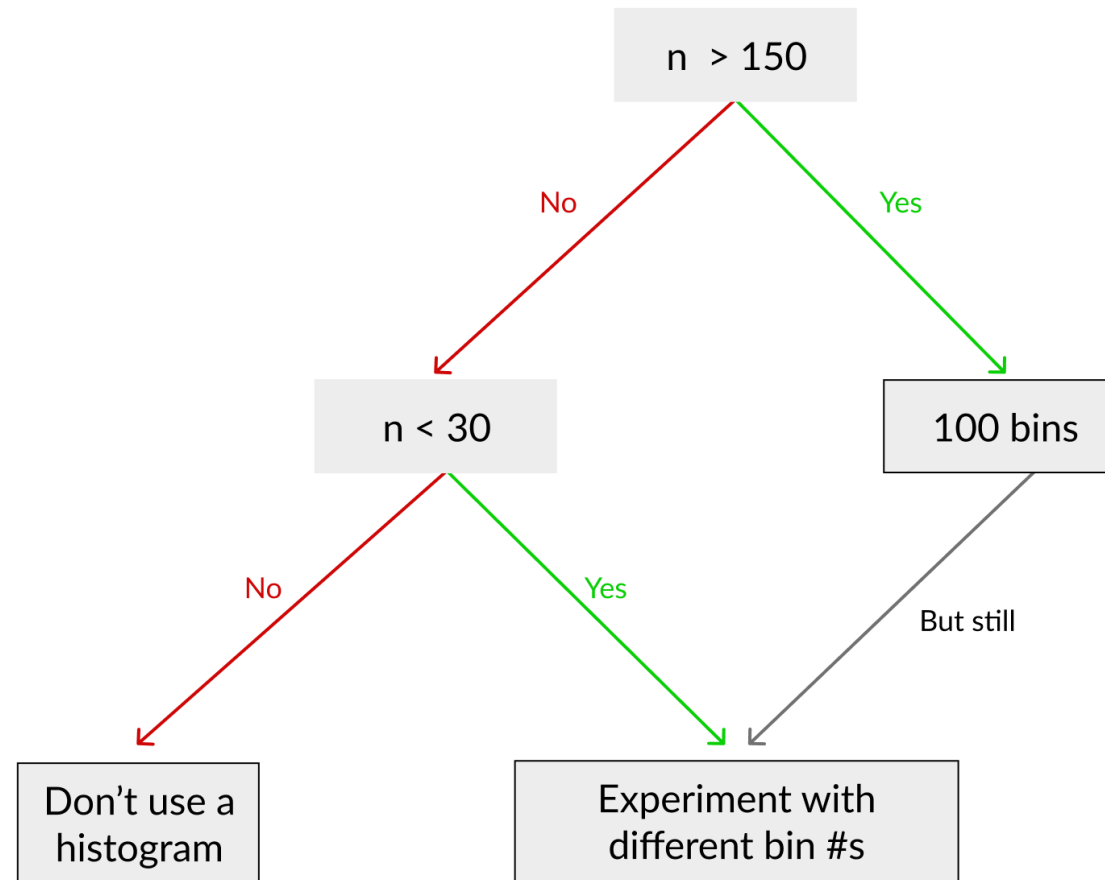 n > 150
No
Yes
n < 30
100 bins
No
Yes
But still
Don’t use a
histogram
Experiment with
different bin #s